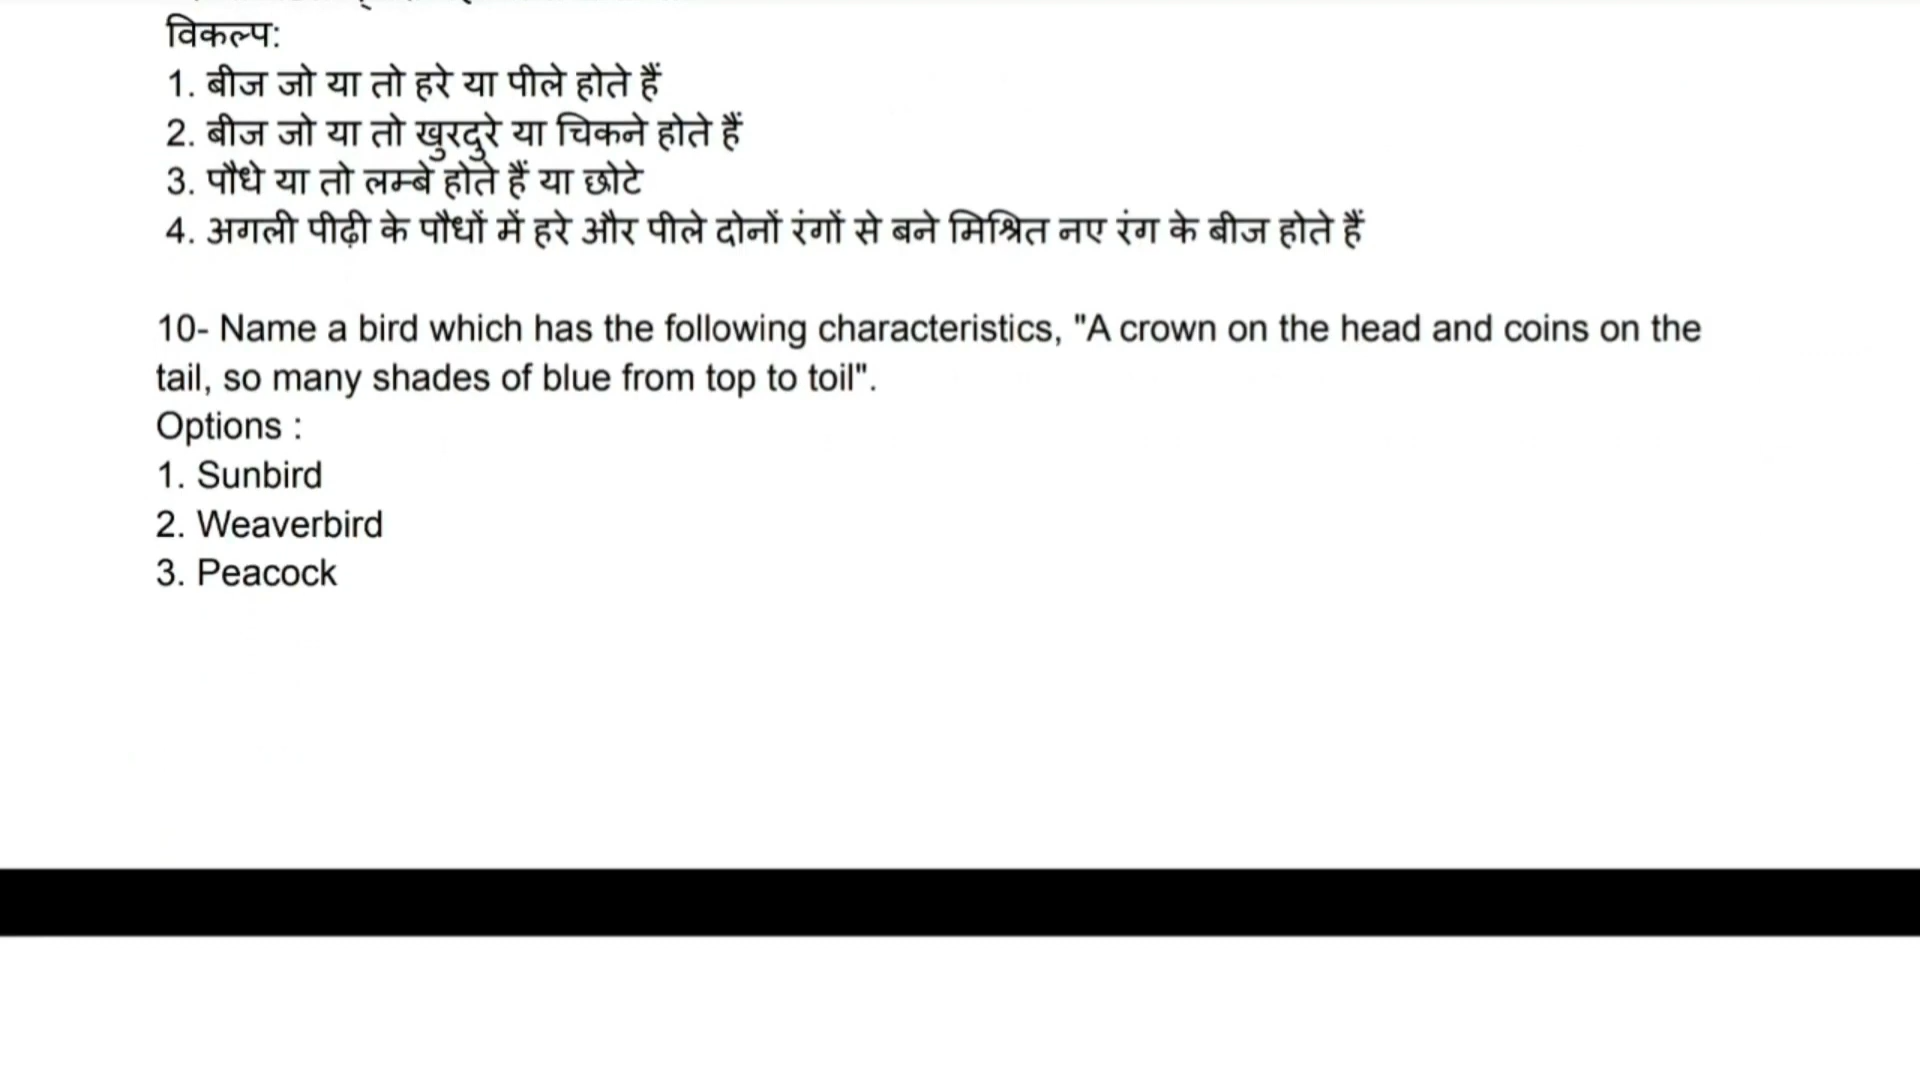 विकल्प:
1. बीज जो या तो हरे या पीले होते हैं
2. बीज जो या तो खुरदुरे या चिकने होते हैं
3. पौधे या तो लम्बे होते हैं या छोटे
4. अगली पीढ़ी के पौधों में हरे और पीले दोनों रंगों से बने मिश्रित नए रंग के बीज होते हैं
10- Name a bird which has the following characteristics, "A crown on the head and coins on the
tail, so many shades of blue from top to toil".
Options :
1. Sunbird
2. Weaverbird
3. Peacock